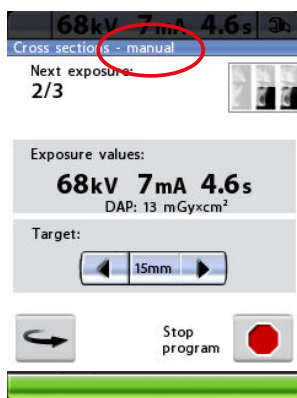 68kV 7mA 4.6s
Cross sections - manual
Next exposure:
2/3
Exposure values:
68kV 7mA 4.6s
DAP: 13 mGy×cm²
Target:
15mm
Stop
program